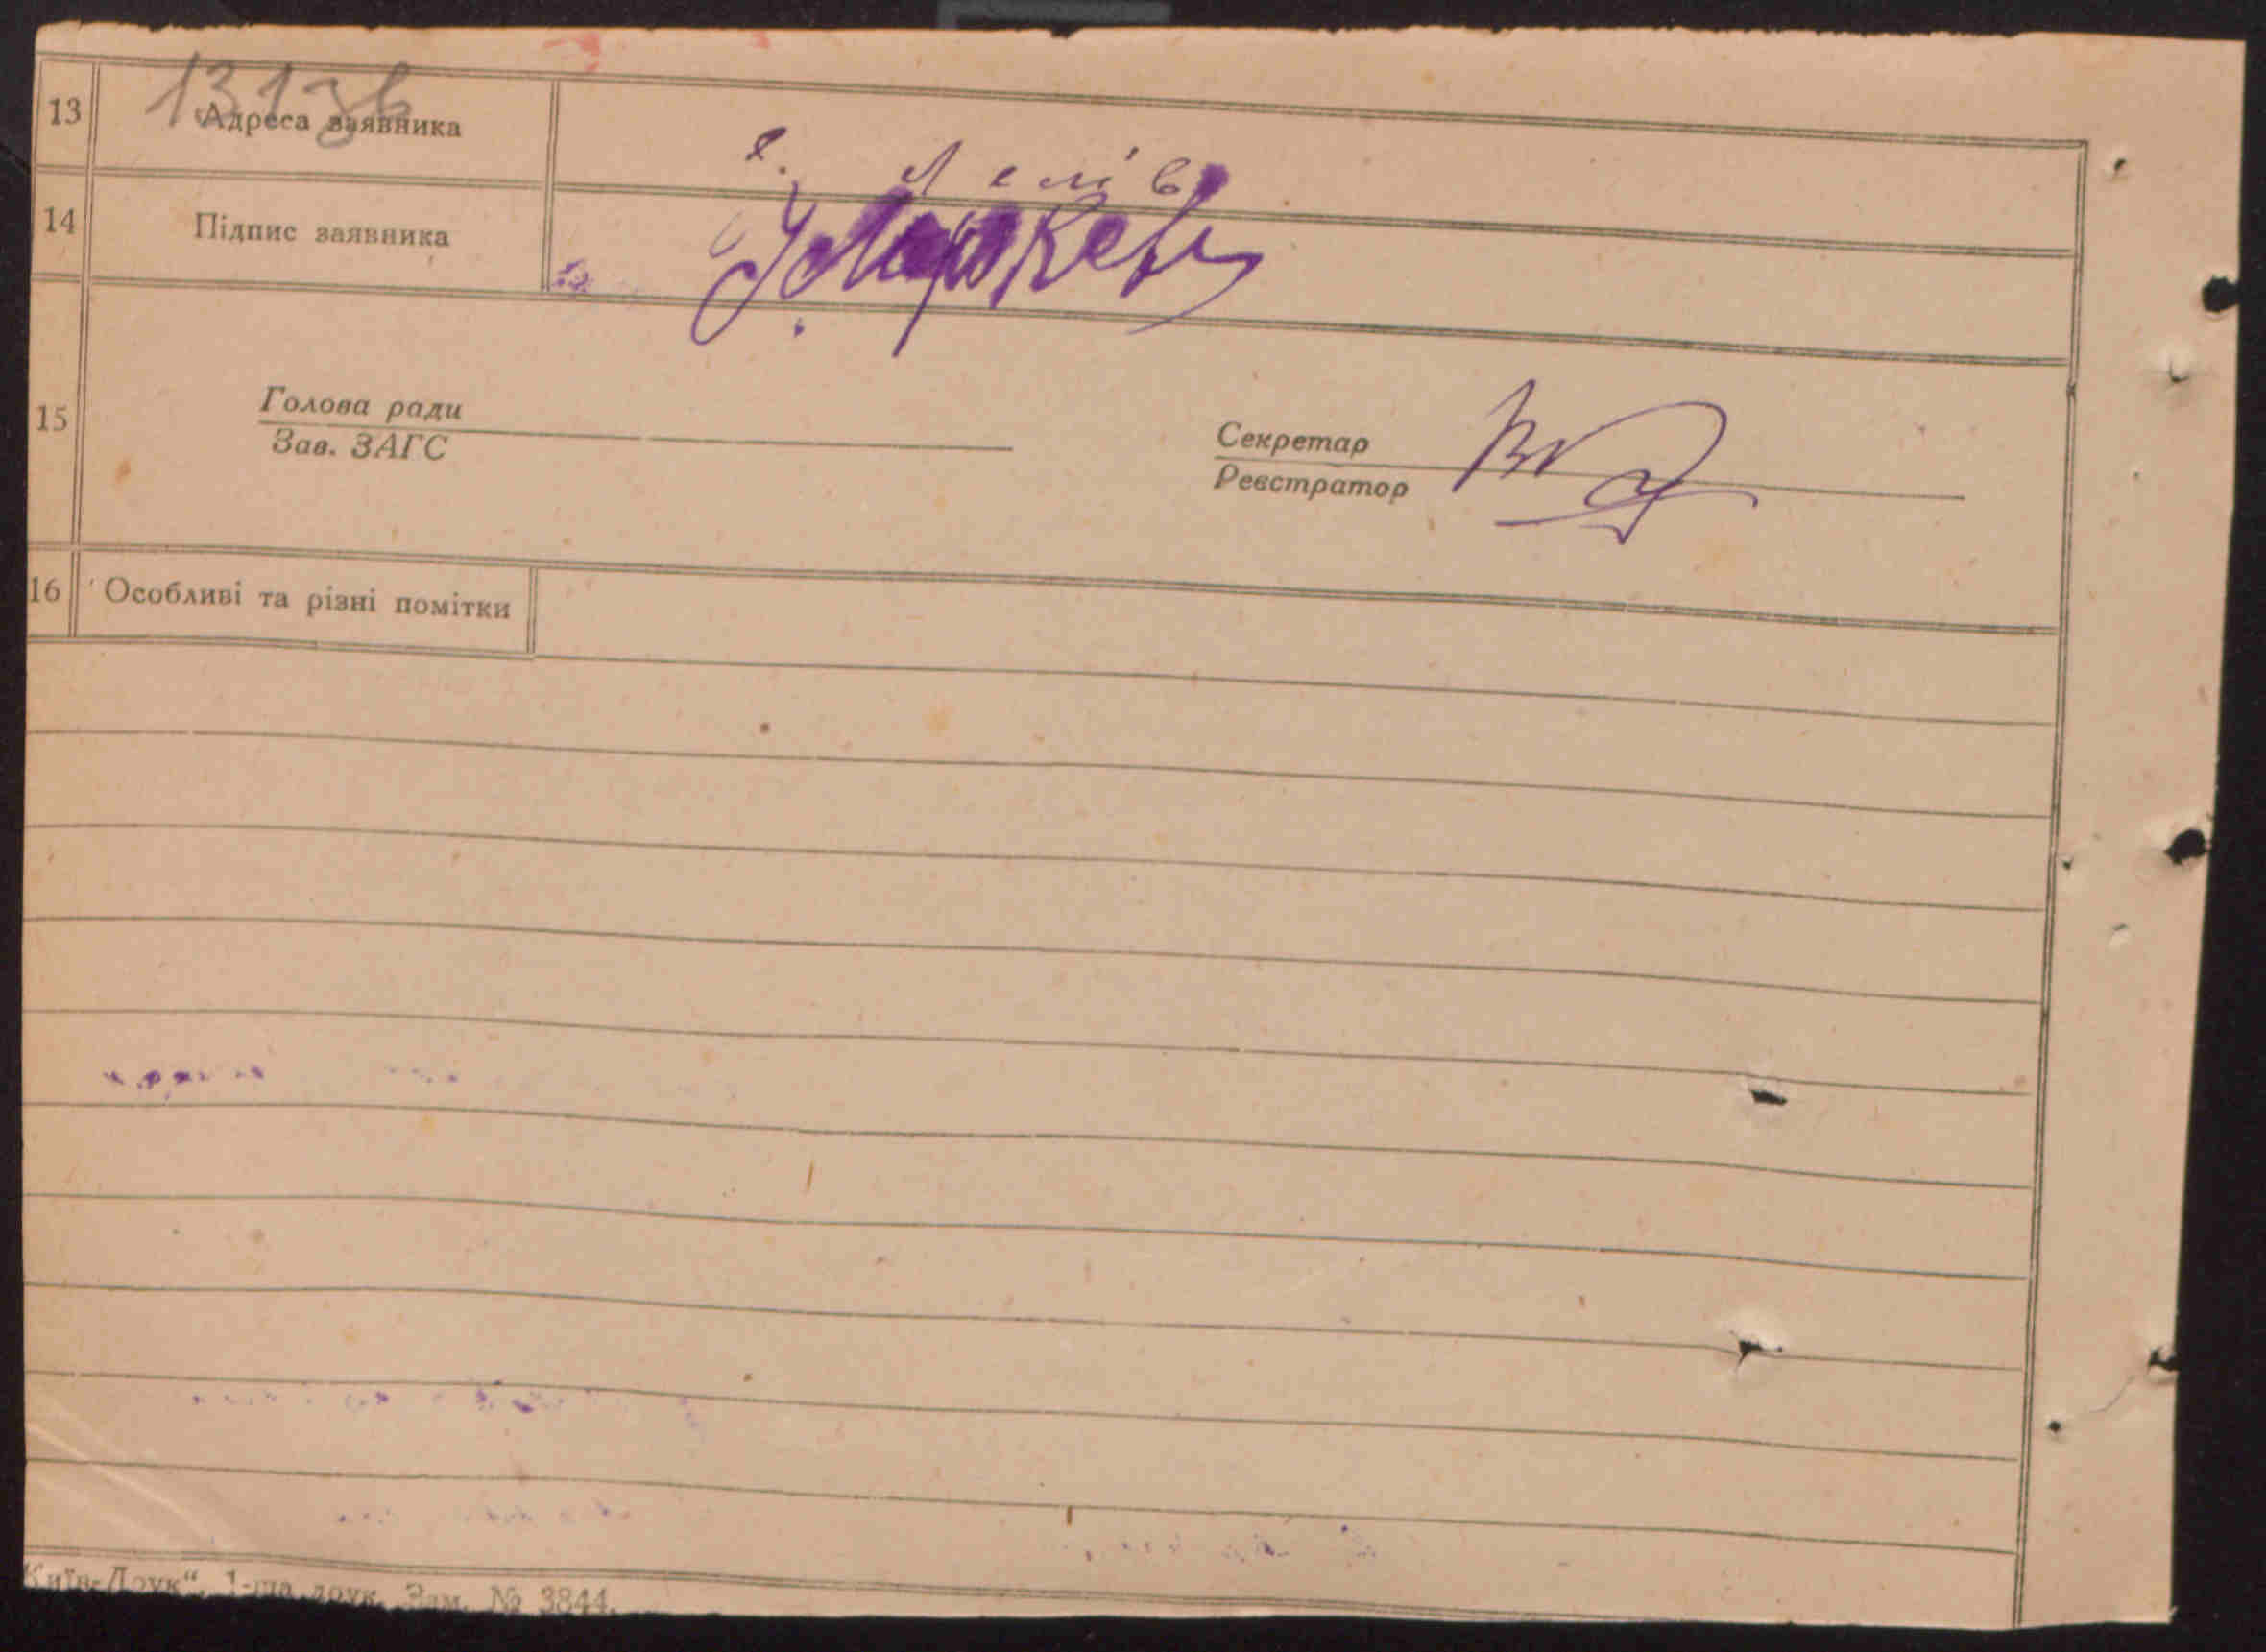 131зв
13 Адреса заявника
14 Підпис заявника
15 Голова ради
Зав. ЗАГС
Секретар
Реєстратор
16 Особливі та різні помітки
Київ-Друк“, 1-ша друк. Зам. № 3844.